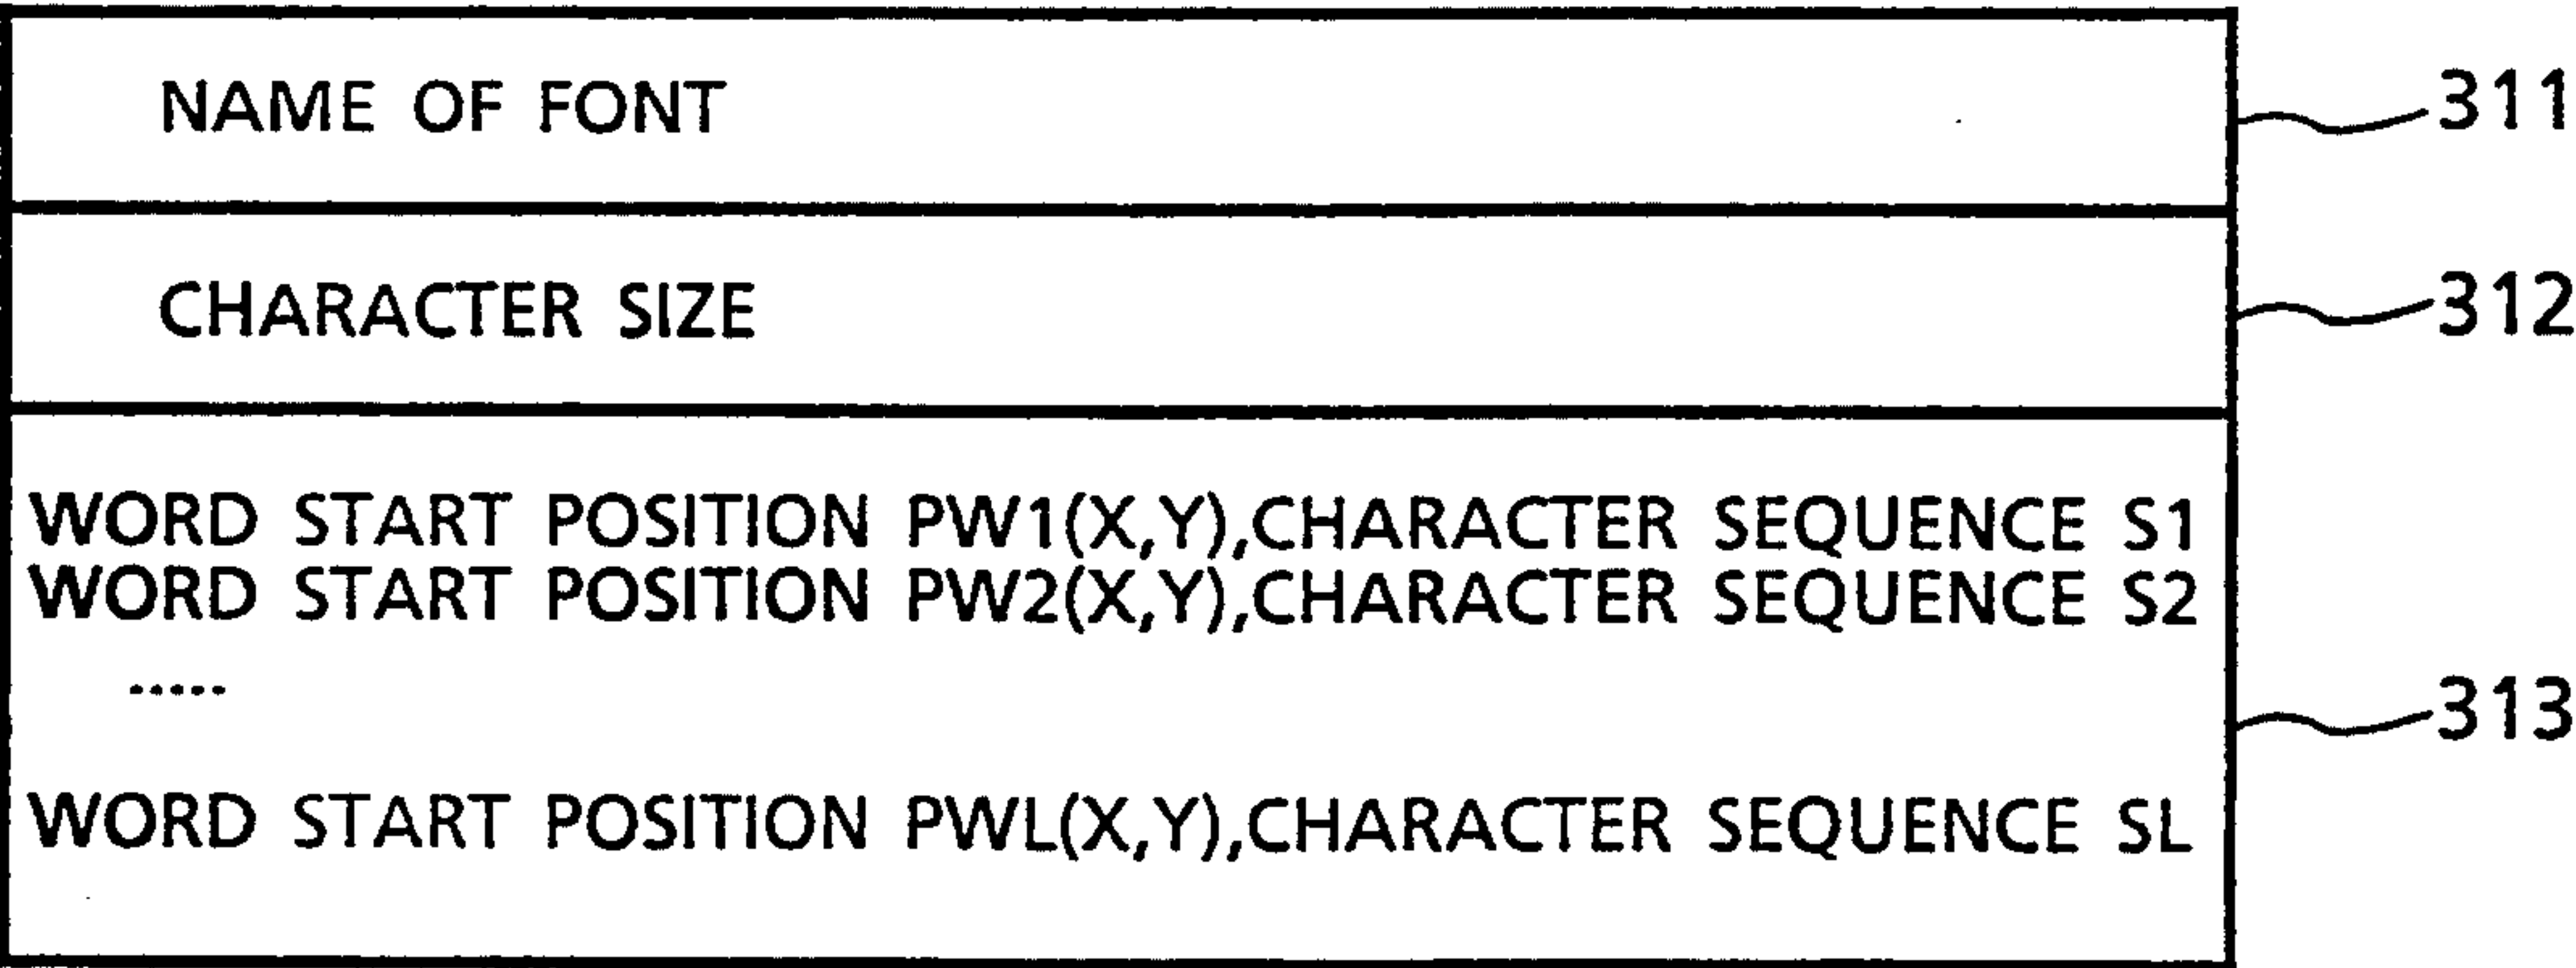 NAME OF FONT 311
CHARACTER SIZE 312
WORD START POSITION PW1(X,Y),CHARACTER SEQUENCE S1
WORD START POSITION PW2(X,Y),CHARACTER SEQUENCE S2
.....
313
WORD START POSITION PWL(X,Y),CHARACTER SEQUENCE SL